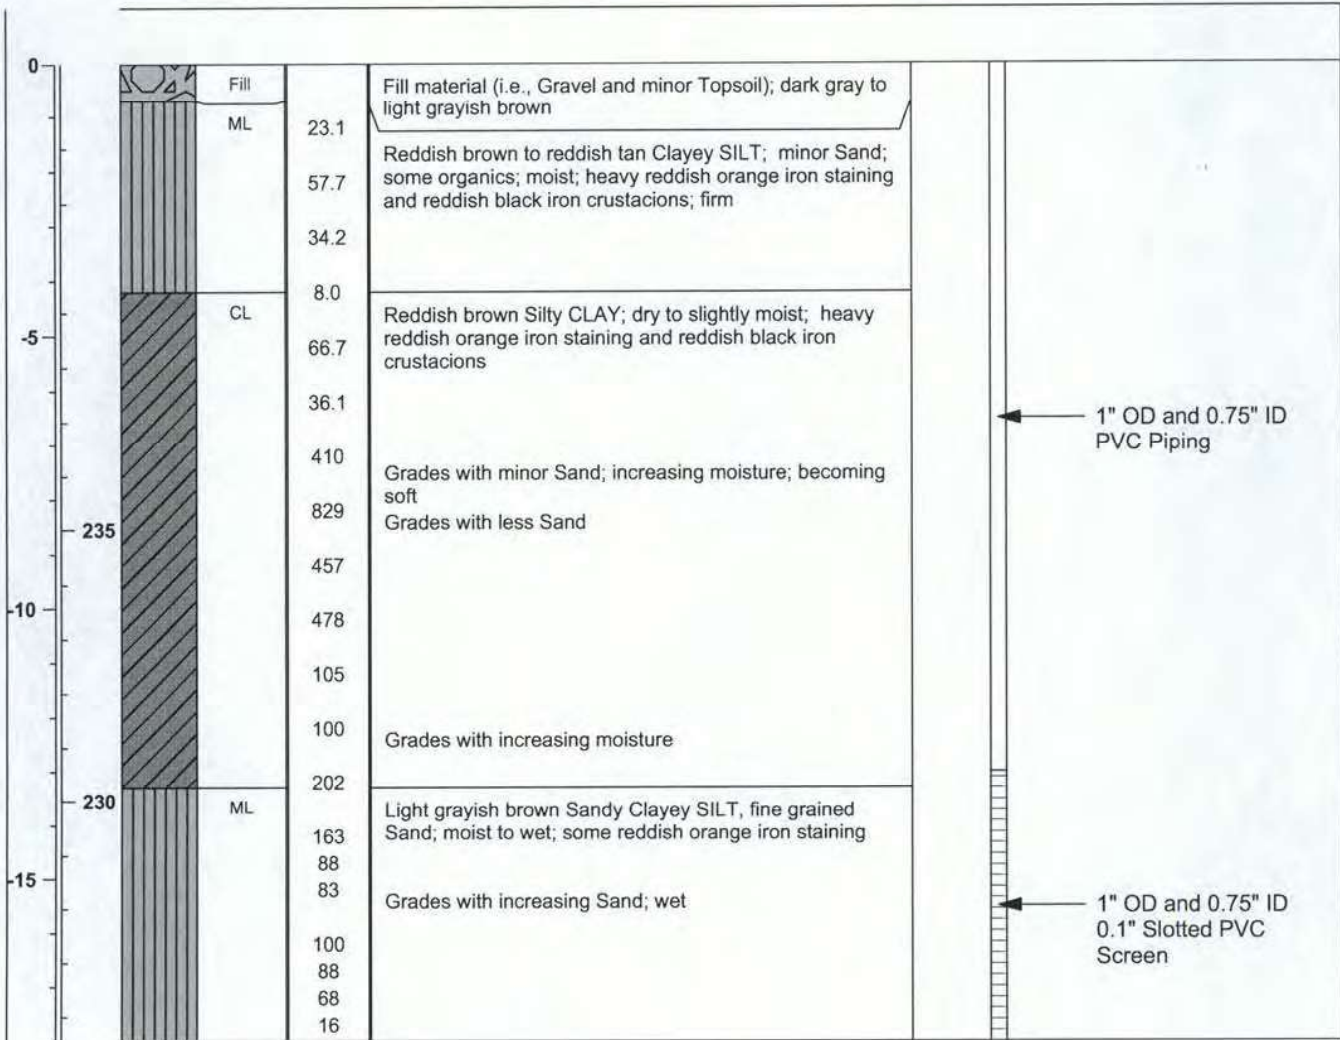 0
Fill
Fill material (i.e., Gravel and minor Topsoil); dark gray to
light grayish brown
ML
23.1
Reddish brown to reddish tan Clayey SILT; minor Sand;
some organics; moist; heavy reddish orange iron staining
and reddish black iron crustacions; firm
57.7
34.2
8.0
CL
Reddish brown Silty CLAY; dry to slightly moist; heavy
reddish orange iron staining and reddish black iron
crustacions
-5
66.7
36.1
1" OD and 0.75" ID
PVC Piping
410
Grades with minor Sand; increasing moisture; becoming
soft
829
Grades with less Sand
235
457
-10
478
105
100
Grades with increasing moisture
202
230
ML
Light grayish brown Sandy Clayey SILT, fine grained
Sand; moist to wet; some reddish orange iron staining
163
88
-15
83
Grades with increasing Sand; wet
1" OD and 0.75" ID
0.1" Slotted PVC
Screen
100
88
68
16